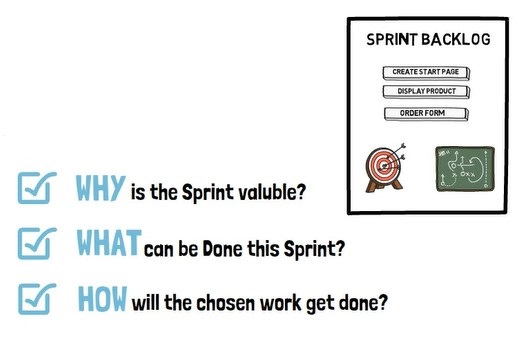 SPRINT BACKLOG
CREATE START PAGE
DISPLAY PRODUCT
ORDER FORM
WHY is the Sprint valuble?
WHAT can be Done this Sprint?
HOW will the chosen work get done?